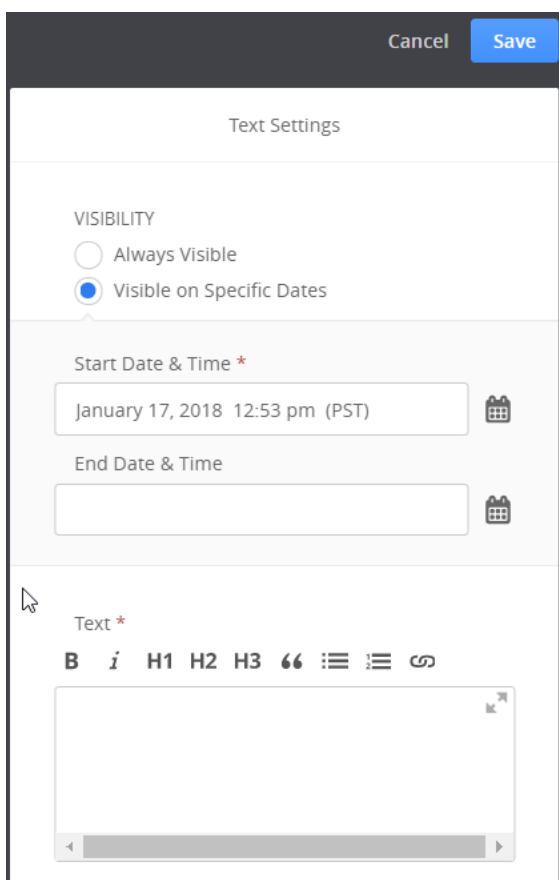 Cancel Save
Text Settings
VISIBILITY
Always Visible
Visible on Specific Dates
Start Date & Time *
January 17, 2018 12:53 pm (PST)
End Date & Time
Text *
B i H1 H2 H3 “